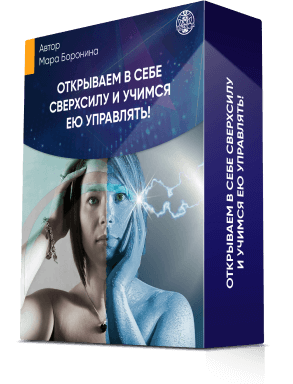 Автор
Мара Боронина
ОТКРЫВАЕМ В СЕБЕ
СВЕРХСИЛУ И УЧИМСЯ
ЕЮ УПРАВЛЯТЬ!
ОТКРЫВАЕМ В СЕБЕ СВЕРХСИЛУ
И УЧИМСЯ ЕЮ УПРАВЛЯТЬ!